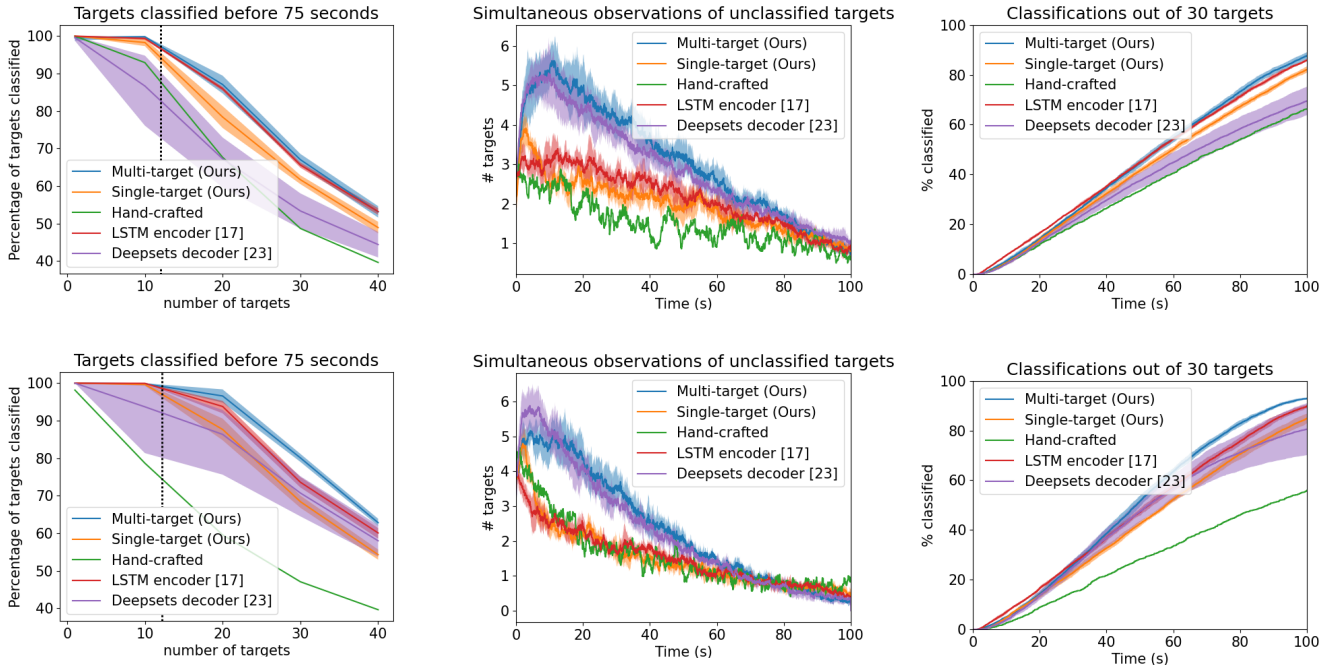 Targets classified before 75 seconds
Percentage of targets classified
100
90
80
70
60
50
40
Multi-target (Ours)
Single-target (Ours)
Hand-crafted
LSTM encoder [17]
Deepsets decoder [23]
0 10 20 30 40
number of targets
Simultaneous observations of unclassified targets
# targets
6
5
4
3
2
1
Multi-target (Ours)
Single-target (Ours)
Hand-crafted
LSTM encoder [17]
Deepsets decoder [23]
0 20 40 60 80 100
Time (s)
Classifications out of 30 targets
% classified
100
80
60
40
20
0
Multi-target (Ours)
Single-target (Ours)
Hand-crafted
LSTM encoder [17]
Deepsets decoder [23]
0 20 40 60 80 100
Time (s)
Targets classified before 75 seconds
Percentage of targets classified
100
90
80
70
60
50
40
Multi-target (Ours)
Single-target (Ours)
Hand-crafted
LSTM encoder [17]
Deepsets decoder [23]
0 10 20 30 40
number of targets
Simultaneous observations of unclassified targets
# targets
6
5
4
3
2
1
0
Multi-target (Ours)
Single-target (Ours)
Hand-crafted
LSTM encoder [17]
Deepsets decoder [23]
0 20 40 60 80 100
Time (s)
Classifications out of 30 targets
% classified
100
80
60
40
20
0
Multi-target (Ours)
Single-target (Ours)
Hand-crafted
LSTM encoder [17]
Deepsets decoder [23]
0 20 40 60 80 100
Time (s)